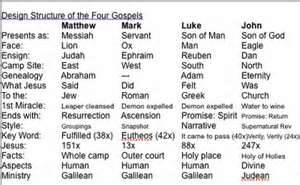 Design Structure of the Four Gospels
Matthew Mark Luke John
Presents as: Messiah Servant Son of Man Son of God
Face: Lion Ox Man Eagle
Ensign: Judah Ephraim Reuben Dan
Camp Site: East West South North
Genealogy Abraham --- Adam Eternity
What Jesus Said Did Felt Was
To the: Jew Roman Greek Church
1st Miracle: Leaper cleansed Demon expelled Demon expelled Water to wine
Ends with: Resurrection Ascension Promise: Spirit Promise: Return
Style: Groupings Snapshot Narrative Supernatural Rev
Key Word: Fulfilled (38x) Eutheos (42x) It came to pass (40x) Verily, Verily (24x)
Jesus: 151x 13x 88x 247x
Facts: Whole camp Outer court Holy place Holy of Holies
Aspects Human Human Human Divine
Ministry Galilean Galilean Galilean Judean